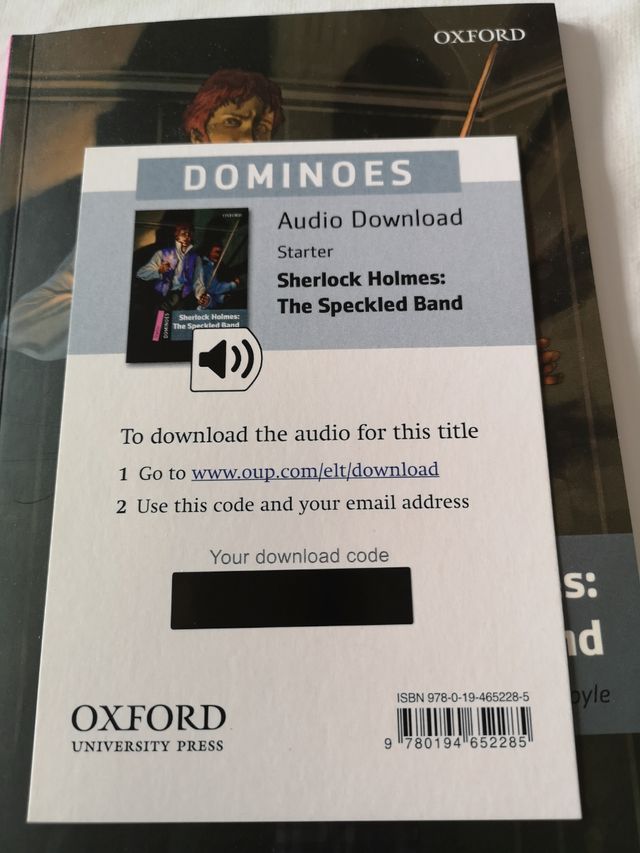 OXFORD
DOMINOES
Audio Download
Starter
Sherlock Holmes:
The Speckled Band
OXFORD
Sherlock Holmes:
The Speckled Band
DOMINOES
To download the audio for this title
1 Go to www.oup.com/elt/download
2 Use this code and your email address
Your download code
s:
nd
oyle
OXFORD
UNIVERSITY PRESS
ISBN 978-0-19-465228-5
9 780194 652285